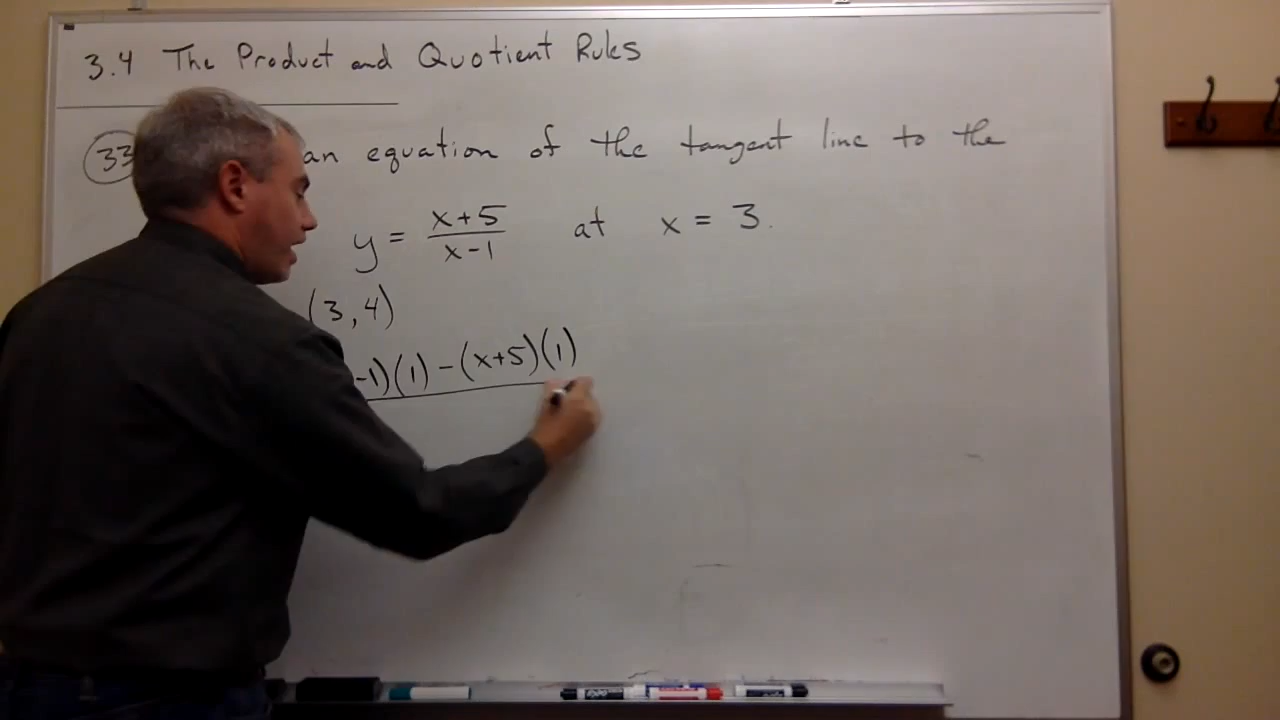 3.4 The Product and Quotient Rules
33 an equation of the tangent line to the
y = x+5 / x-1 at x = 3.
(3, 4)
-1)(1) - (x+5)(1)